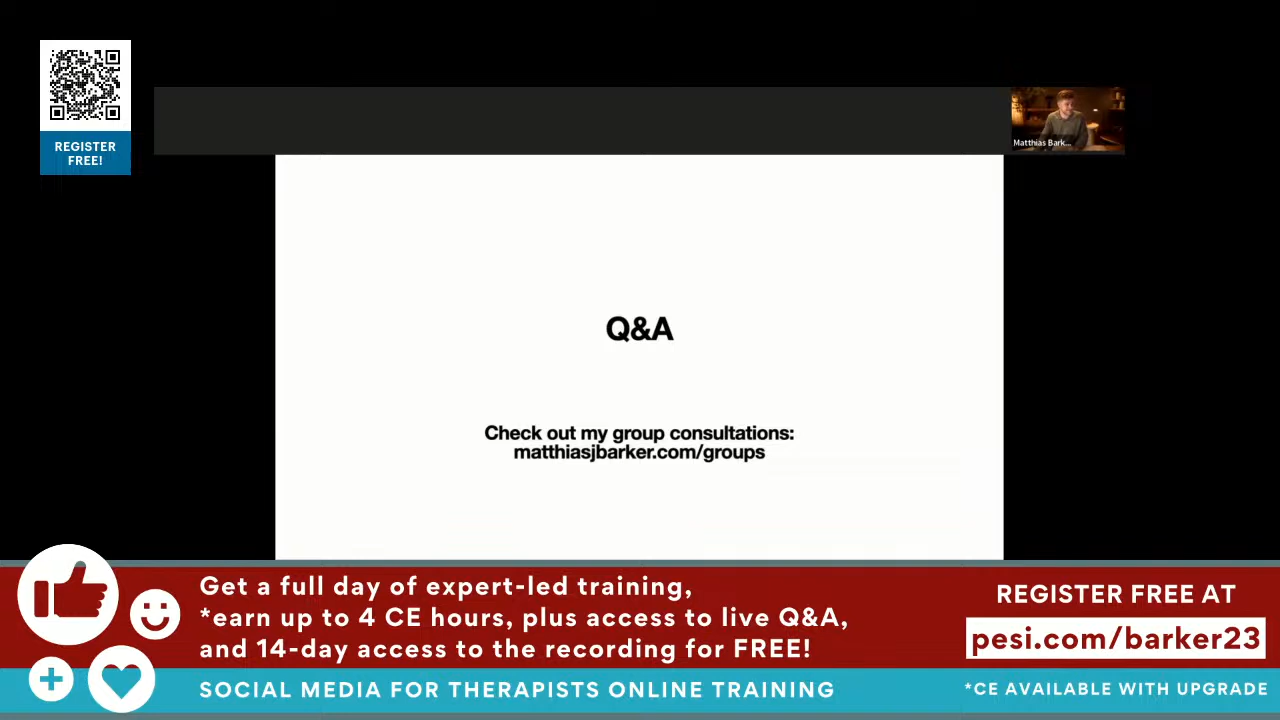 REGISTER
FREE!
Matthias Bark...
Q&A
Check out my group consultations:
matthiasjbarker.com/groups
Get a full day of expert-led training,
*earn up to 4 CE hours, plus access to live Q&A,
and 14-day access to the recording for FREE!
REGISTER FREE AT
pesi.com/barker23
SOCIAL MEDIA FOR THERAPISTS ONLINE TRAINING
*CE AVAILABLE WITH UPGRADE